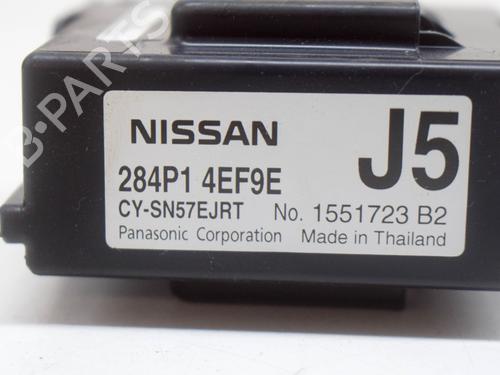 B-PARTS
NISSAN J5
284P1 4EF9E
CY-SN57EJRT No. 1551723 B2
Panasonic Corporation Made in Thailand